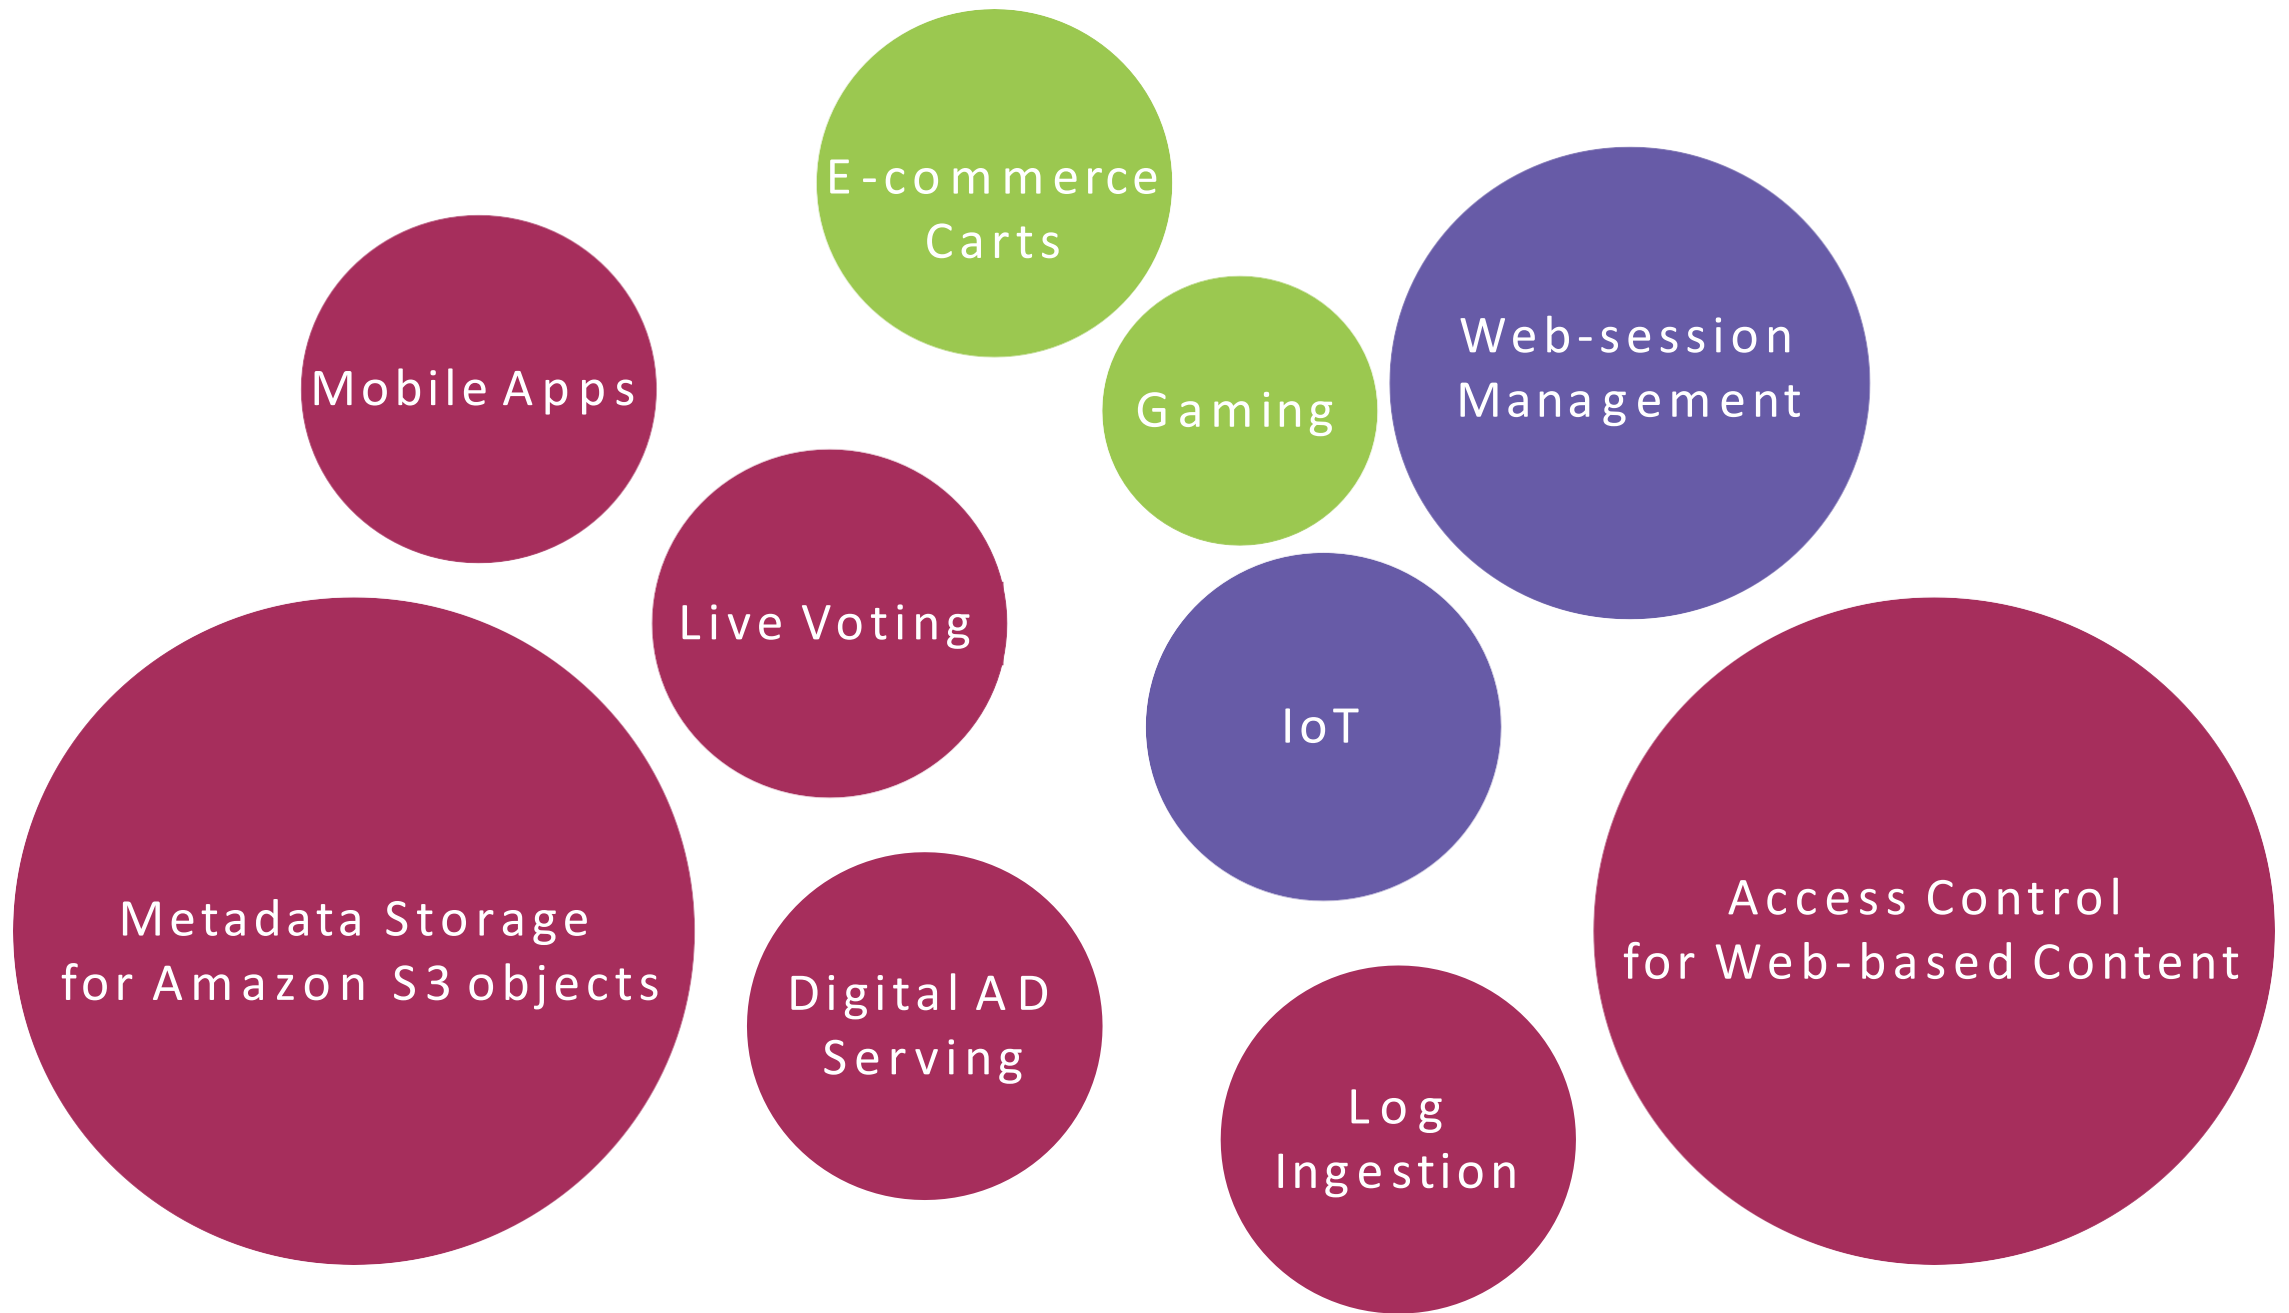 E-commerce
Carts
Mobile Apps
Gaming
Web-session
Management
Live Voting
IoT
Metadata Storage
for Amazon S3 objects
Digital AD
Serving
Log
Ingestion
Access Control
for Web-based Content